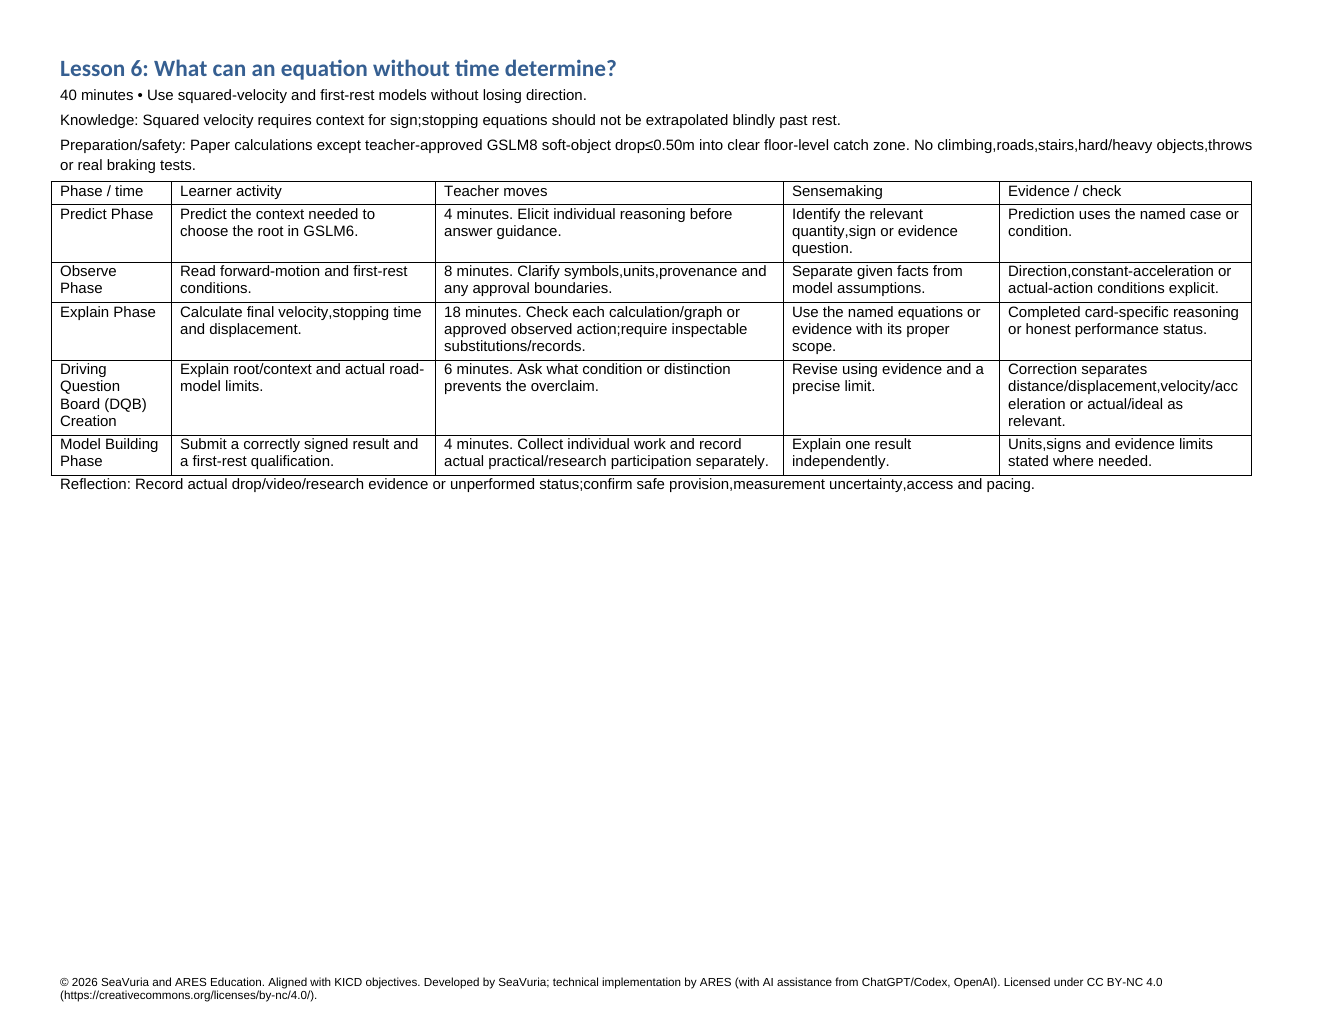 Lesson 6: What can an equation without time determine?
40 minutes • Use squared-velocity and first-rest models without losing direction.
Knowledge: Squared velocity requires context for sign;stopping equations should not be extrapolated blindly past rest.
Preparation/safety: Paper calculations except teacher-approved GSLM8 soft-object drop≤0.50m into clear floor-level catch zone. No climbing,roads,stairs,hard/heavy objects,throws
or real braking tests.
Phase / time
Learner activity
Teacher moves
Sensemaking
Evidence / check
Predict Phase
Predict the context needed to
choose the root in GSLM6.
4 minutes. Elicit individual reasoning before
answer guidance.
Identify the relevant
quantity,sign or evidence
question.
Prediction uses the named case or
condition.
Observe
Phase
Read forward-motion and first-rest
conditions.
8 minutes. Clarify symbols,units,provenance and
any approval boundaries.
Separate given facts from
model assumptions.
Direction,constant-acceleration or
actual-action conditions explicit.
Explain Phase
Calculate final velocity,stopping time
and displacement.
18 minutes. Check each calculation/graph or
approved observed action;require inspectable
substitutions/records.
Use the named equations or
evidence with its proper
scope.
Completed card-specific reasoning
or honest performance status.
Driving
Question
Board (DQB)
Creation
Explain root/context and actual road-
model limits.
6 minutes. Ask what condition or distinction
prevents the overclaim.
Revise using evidence and a
precise limit.
Correction separates
distance/displacement,velocity/acc
eleration or actual/ideal as
relevant.
Model Building
Phase
Submit a correctly signed result and
a first-rest qualification.
4 minutes. Collect individual work and record
actual practical/research participation separately.
Explain one result
independently.
Units,signs and evidence limits
stated where needed.
Reflection: Record actual drop/video/research evidence or unperformed status;confirm safe provision,measurement uncertainty,access and pacing.
© 2026 SeaVuria and ARES Education. Aligned with KICD objectives. Developed by SeaVuria; technical implementation by ARES (with AI assistance from ChatGPT/Codex, OpenAI). Licensed under CC BY-NC 4.0
(https://creativecommons.org/licenses/by-nc/4.0/).